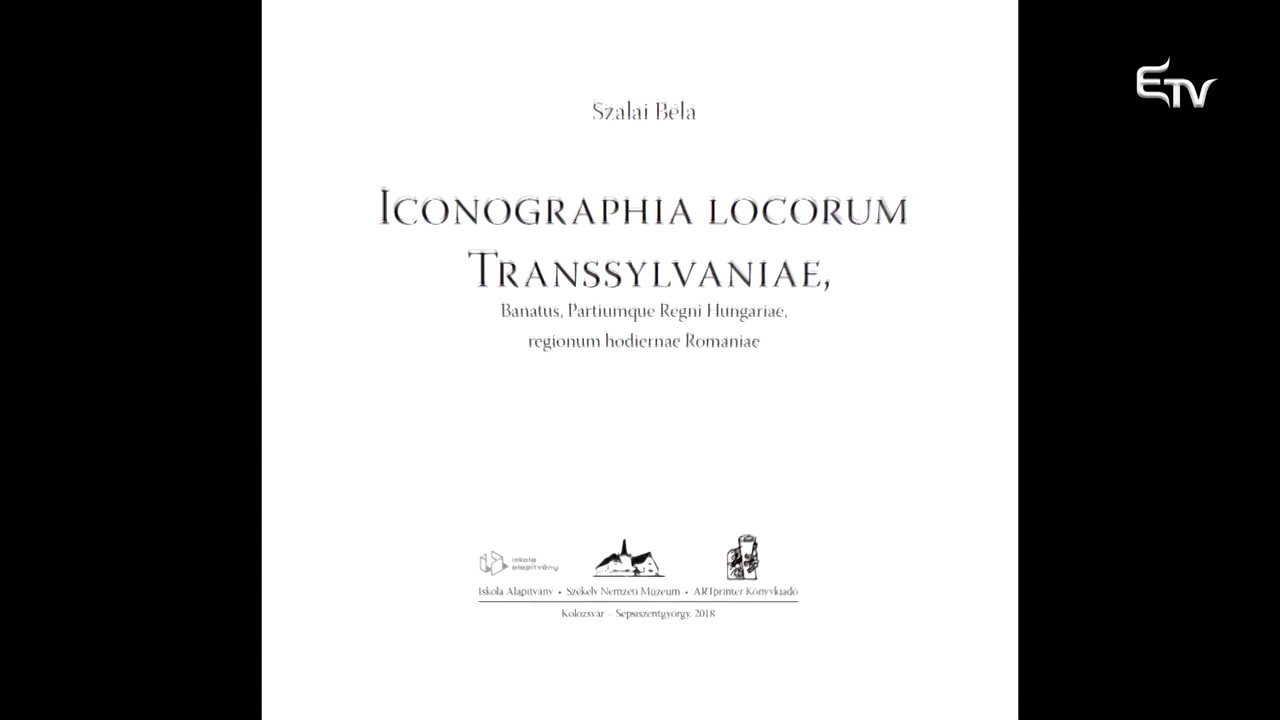 ETV
Szalai Béla
ICONOGRAPHIA LOCORUM
TRANSSYLVANIAE,
Banatus, Partiumque Regni Hungariae,
regionum hodiernae Romaniae
iskola
alapítvány
Iskola Alapítvány • Székely Nemzeti Múzeum • ARTprinter Könyvkiadó
Kolozsvár – Sepsiszentgyörgy, 2018